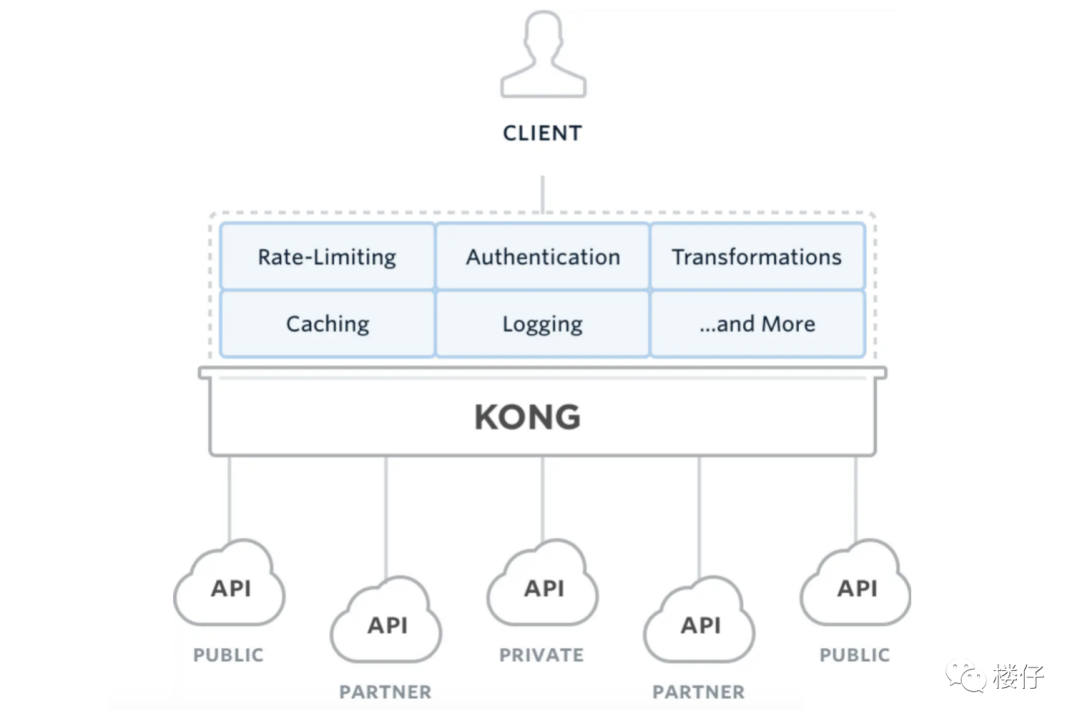 CLIENT
Rate-Limiting Authentication Transformations
Caching Logging ...and More
KONG
API API API
API API
PUBLIC PRIVATE PUBLIC
PARTNER PARTNER
楼仔